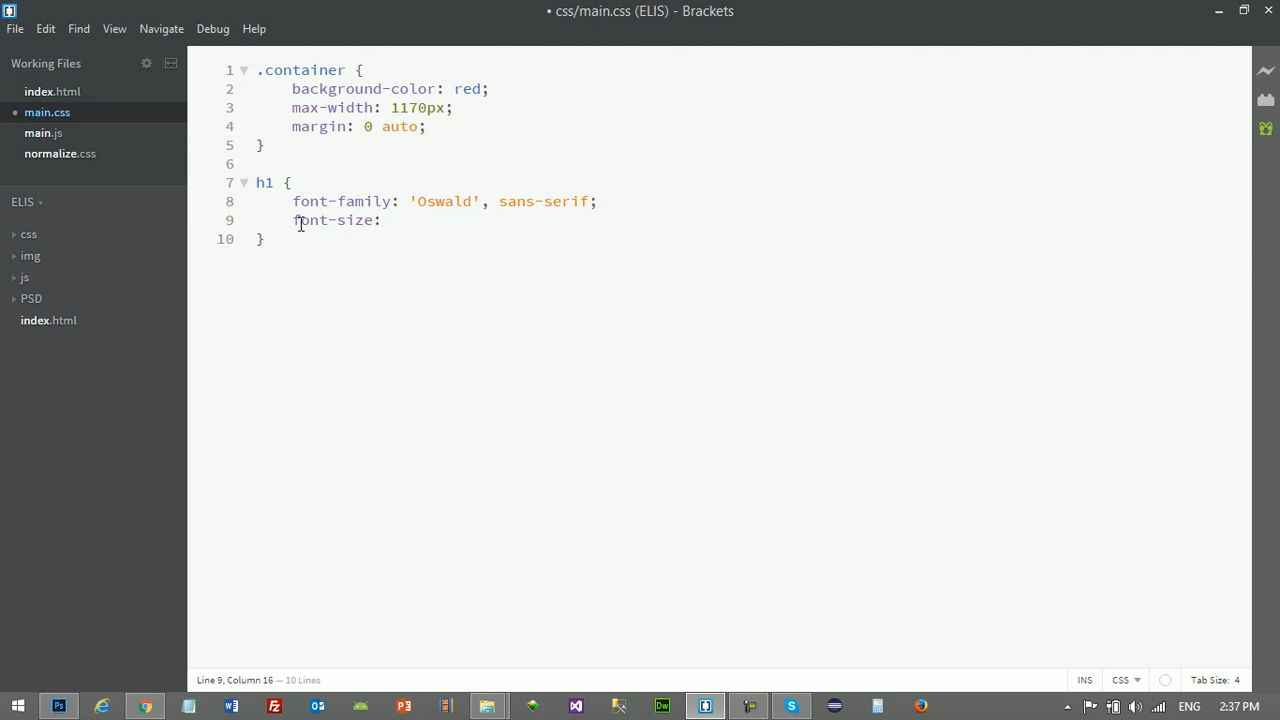 • css/main.css (ELIS) - Brackets
File Edit Find View Navigate Debug Help
Working Files
index.html
main.css
main.js
normalize.css
ELIS
css
img
js
PSD
index.html
1 .container {
2 background-color: red;
3 max-width: 1170px;
4 margin: 0 auto;
5 }
6
7 h1 {
8 font-family: 'Oswald', sans-serif;
9 font-size:
10 }
Line 9, Column 16 — 10 Lines
INS CSS Tab Size: 4
Ps Dw ENG 2:37 PM